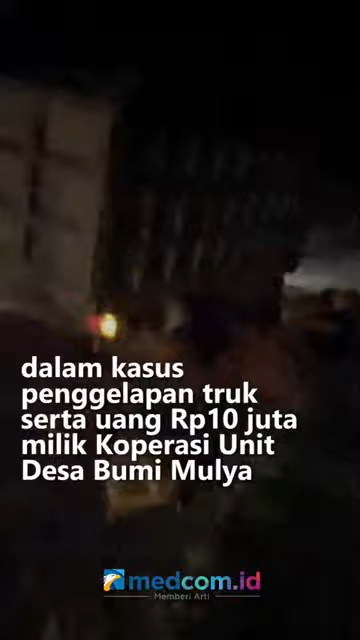 dalam kasus
penggelapan truk
serta uang Rp10 juta
milik Koperasi Unit
Desa Bumi Mulya
medcom.id
Memberi Arti